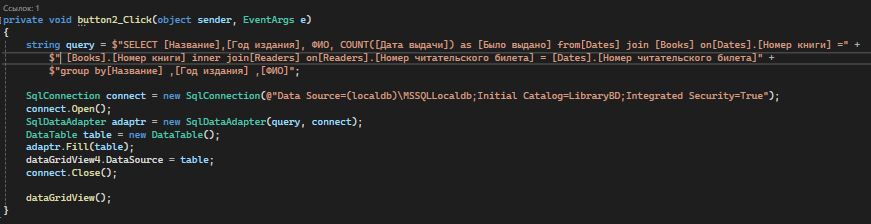 Ссылок: 1
private void button2_Click(object sender, EventArgs e)
{
string query = $"SELECT [Название],[Год издания], ФИО, COUNT([Дата выдачи]) as [Было выдано] from[Dates] join [Books] on[Dates].[Номер книги] =" +
$" [Books].[Номер книги] inner join[Readers] on[Readers].[Номер читательского билета] = [Dates].[Номер читательского билета]" +
$"group by[Название] ,[Год издания] ,[ФИО]";
SqlConnection connect = new SqlConnection(@"Data Source=(localdb)\MSSQLLocaldb;Initial Catalog=LibraryBD;Integrated Security=True");
connect.Open();
SqlDataAdapter adaptr = new SqlDataAdapter(query, connect);
DataTable table = new DataTable();
adaptr.Fill(table);
dataGridView4.DataSource = table;
connect.Close();
dataGridView();
}